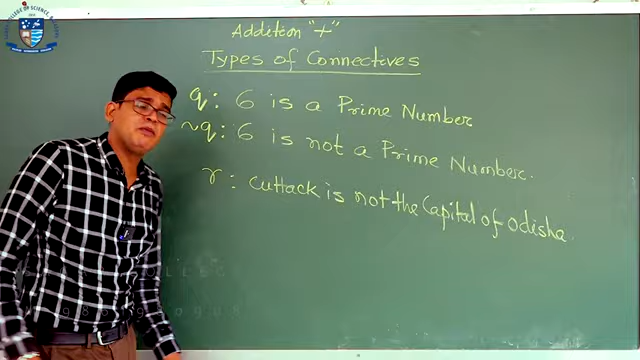 Addition "+"
Types of Connectives
q: 6 is a Prime Number
~q: 6 is not a Prime Number.
r: Cuttack is not the Capital of Odisha.